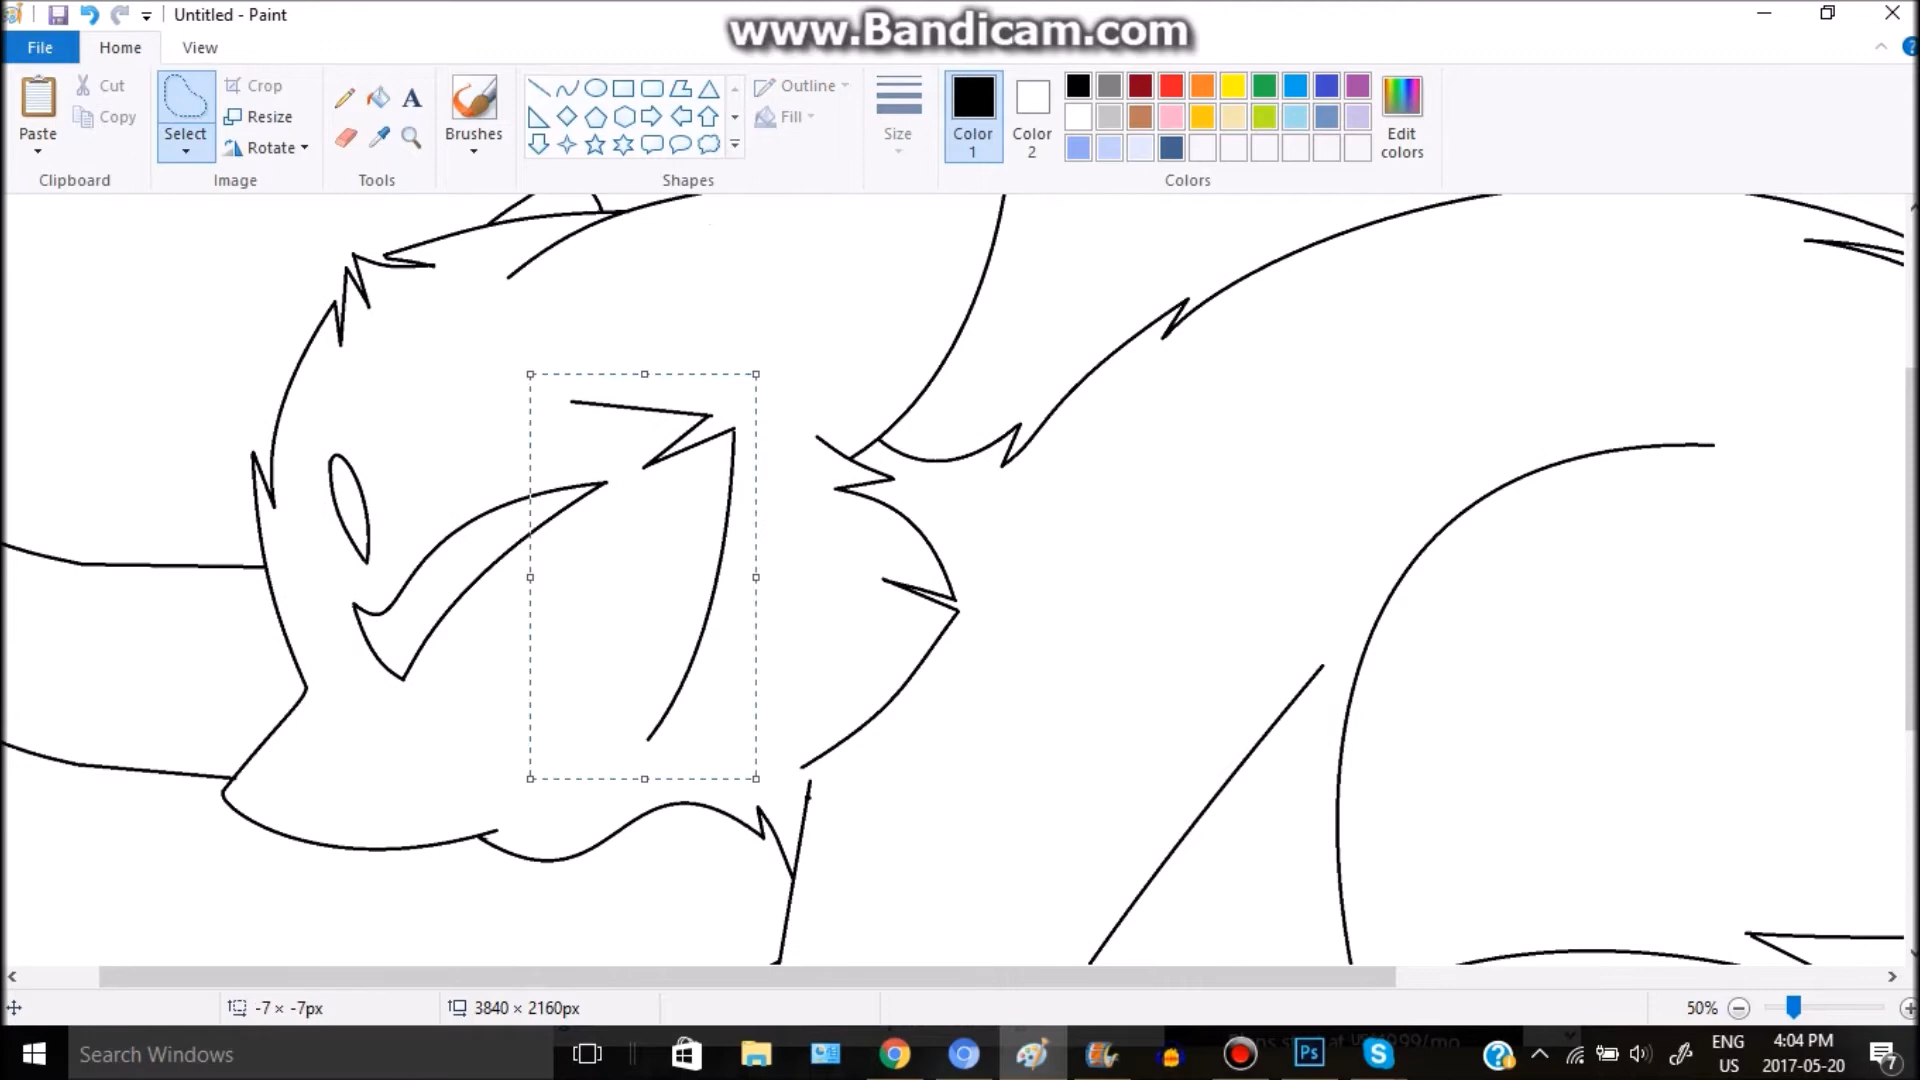 Untitled - Paint
www.Bandicam.com
File
Home
View
Paste
Cut
Copy
Clipboard
Select
Crop
Resize
Rotate
Image
A
Tools
Brushes
Shapes
Outline
Fill
Size
Color
1
Color
2
Edit
colors
Colors
-7 × -7px
3840 × 2160px
50%
Search Windows
Ps
ENG
US
4:04 PM
2017-05-20
7